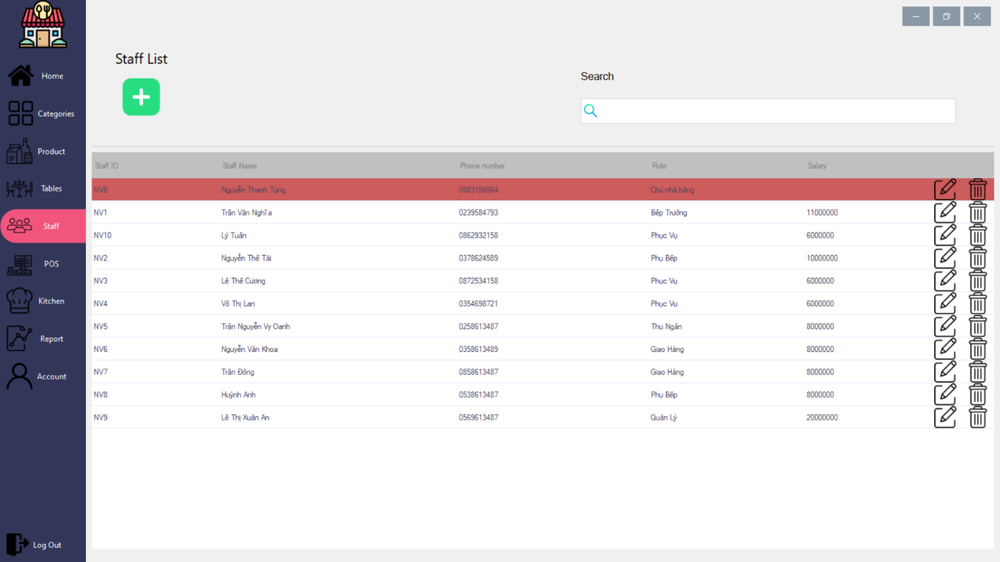 Staff List
Search
Home
Categories
Product
Tables
Staff
POS
Kitchen
Report
Account
Log Out
Staff ID Staff Name Phone number Role Salary
NV0 Nguyễn Thanh Tùng 0983156564 Chủ nhà hàng
NV1 Trần Văn Nghĩa 0239584793 Bếp Trưởng 11000000
NV10 Lý Tuấn 0862932158 Phục Vụ 6000000
NV2 Nguyễn Thế Tài 0378624589 Phụ Bếp 10000000
NV3 Lê Thế Cương 0872534158 Phục Vụ 6000000
NV4 Võ Thị Lan 0354698721 Phục Vụ 6000000
NV5 Trần Nguyễn Vy Oanh 0258613487 Thu Ngân 8000000
NV6 Nguyễn Văn Khoa 0358613489 Giao Hàng 8000000
NV7 Trần Đông 0858613487 Giao Hàng 8000000
NV8 Huỳnh Anh 0538613487 Phụ Bếp 8000000
NV9 Lê Thị Xuân An 0569613487 Quản Lý 20000000